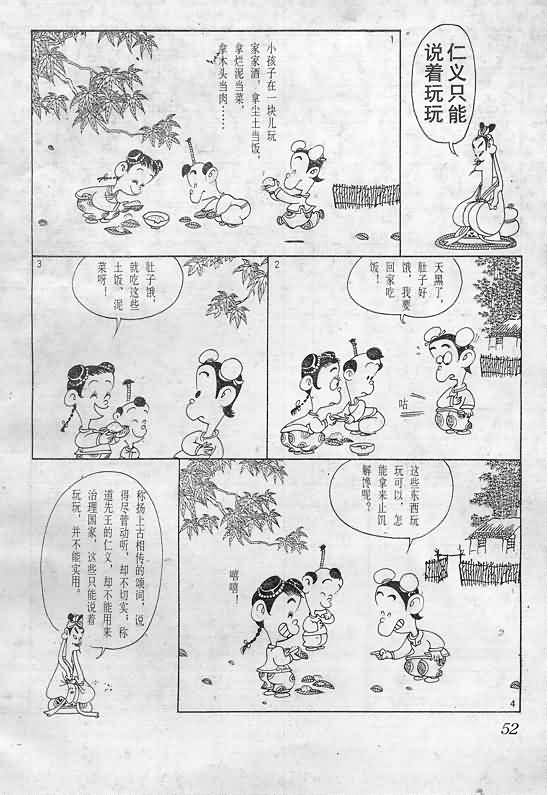 仁义只能
说着玩玩
1
小孩子在一块儿玩
家家酒，拿尘土当饭，
拿烂泥当菜，
拿木头当肉……
2
天黑了，
肚子好
饿，我要
回家吃
饭！
咕
3
肚子饿，
就吃这些
土饭、泥
菜呀！
这些东西玩
玩可以，怎
能拿来止饥
解馋呢？
嘻
嘻！
4
称扬上古相传的颂词，说
得尽管动听，却不切实；称
道先王的仁义，却不能用来
治理国家，这些只能说着
玩玩，并不能实用。
52